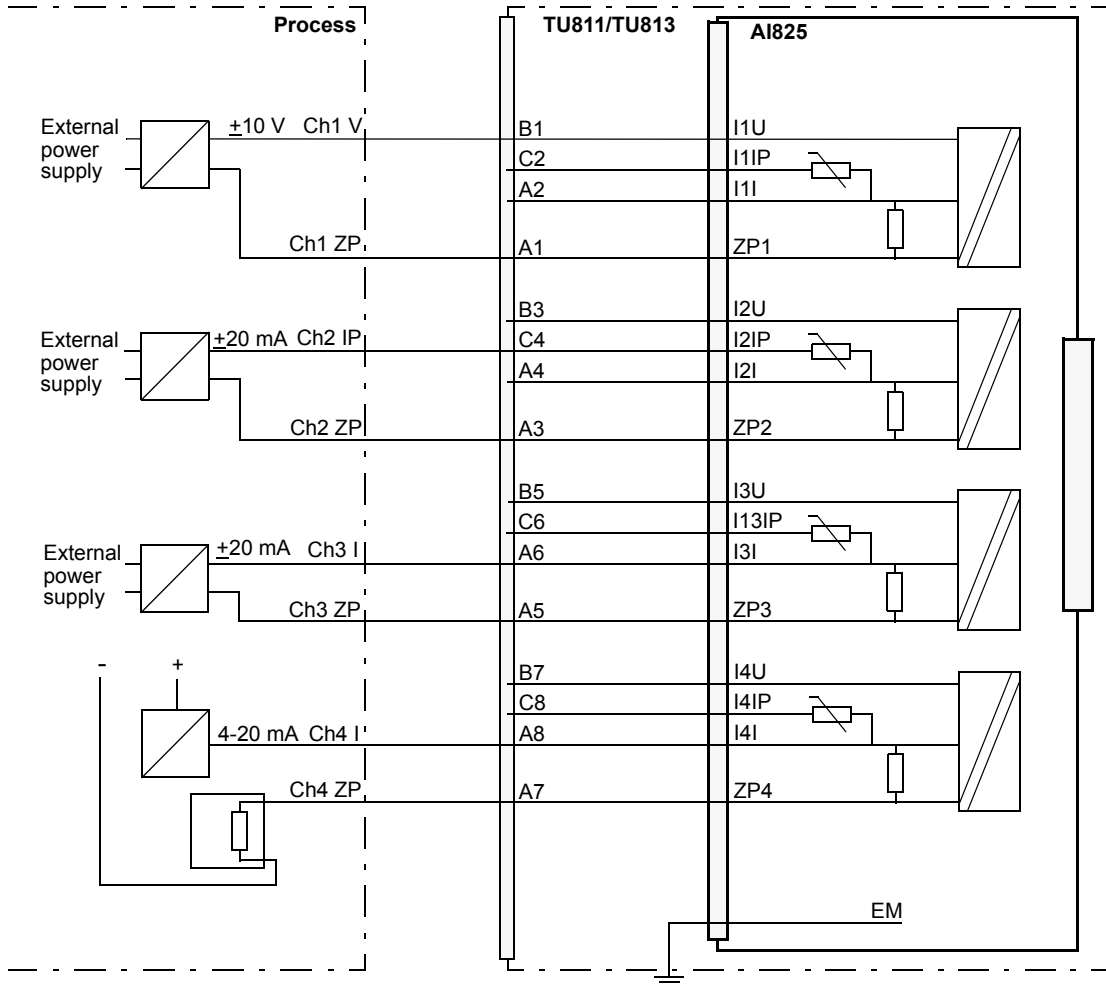 Process TU811/TU813 AI825
External power supply
±10 V Ch1 V B1 I1U
C2 I1IP
A2 I1I
Ch1 ZP A1 ZP1
B3 I2U
External power supply
±20 mA Ch2 IP C4 I2IP
A4 I2I
Ch2 ZP A3 ZP2
B5 I3U
C6 I13IP
External power supply
±20 mA Ch3 I A6 I3I
Ch3 ZP A5 ZP3
- +
B7 I4U
C8 I4IP
4-20 mA Ch4 I A8 I4I
Ch4 ZP A7 ZP4
EM